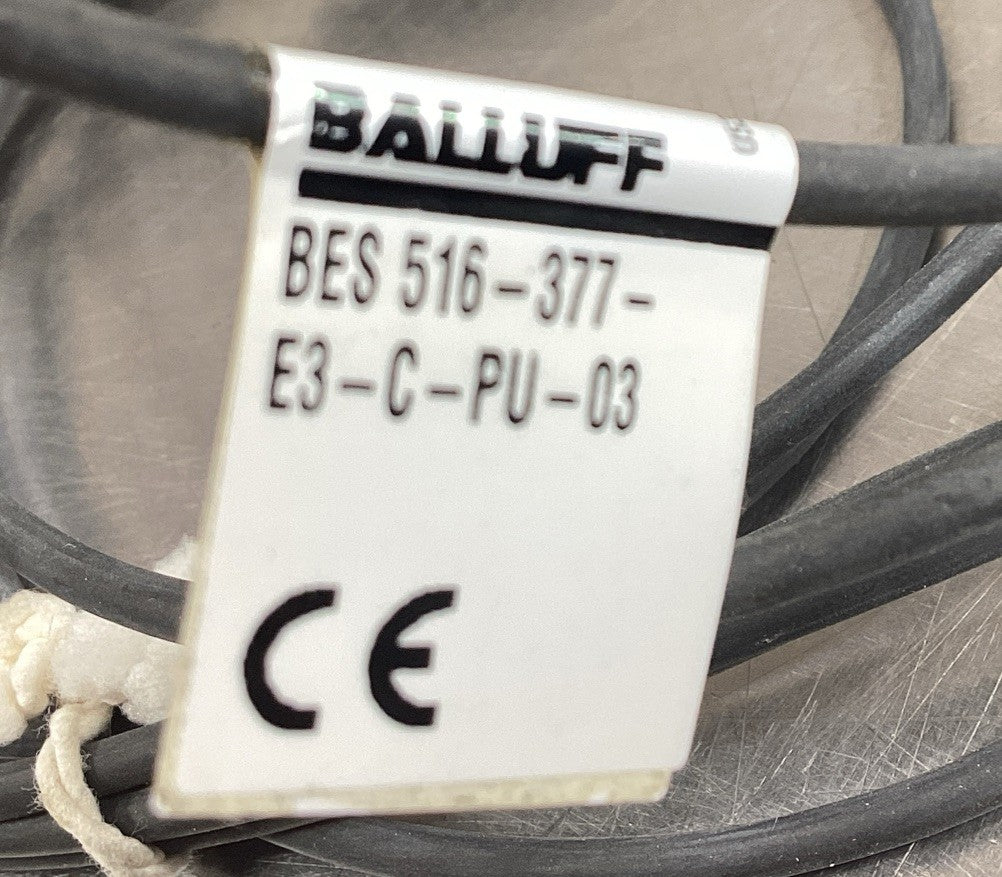 BALLUFF
BES 516-377-
E3-C-PU-03
CE